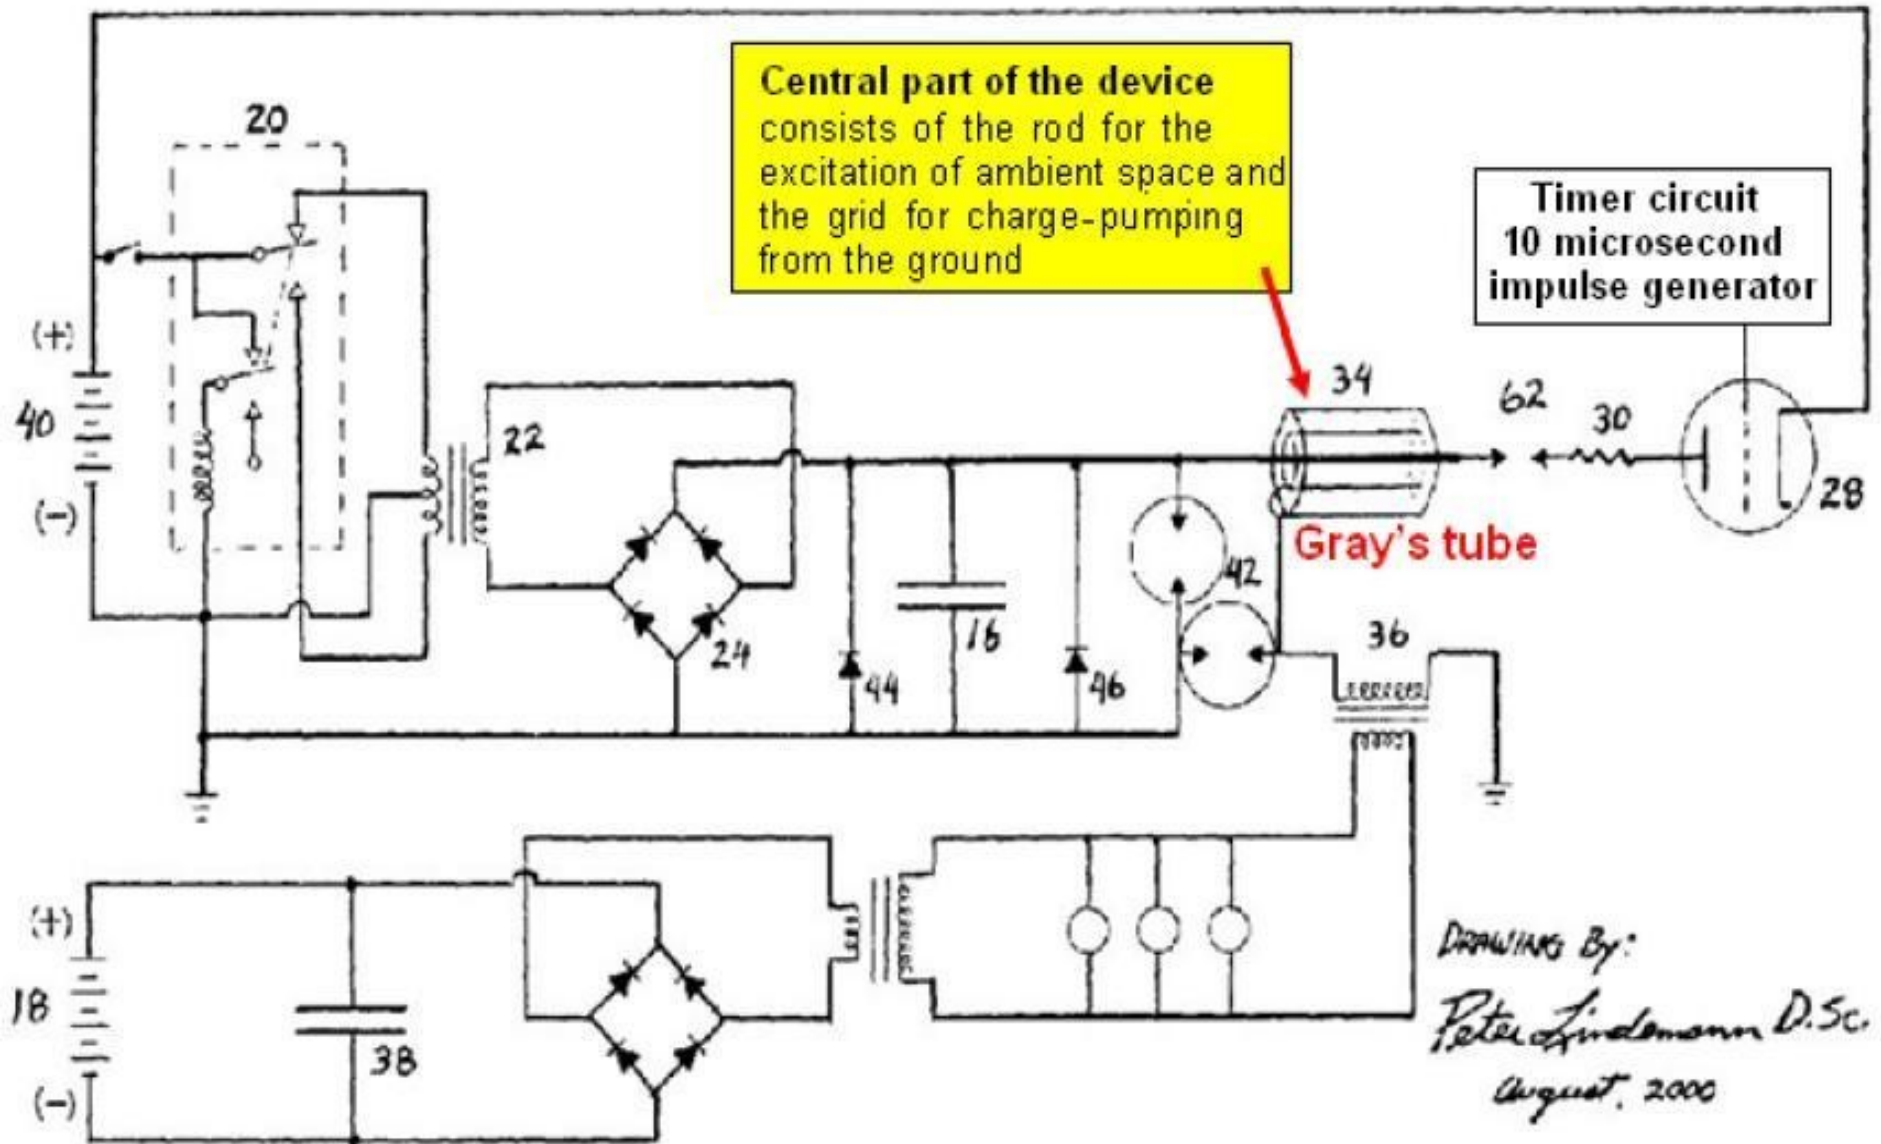 Central part of the device
consists of the rod for the
excitation of ambient space and
the grid for charge-pumping
from the ground
20
Timer circuit
10 microsecond
impulse generator
(+)
40
(-)
22
34
62
30
28
Gray's tube
42
24
44
16
46
36
(+)
18
(-)
38
DRAWING By:
Peter Lindemann D.Sc.
August, 2000